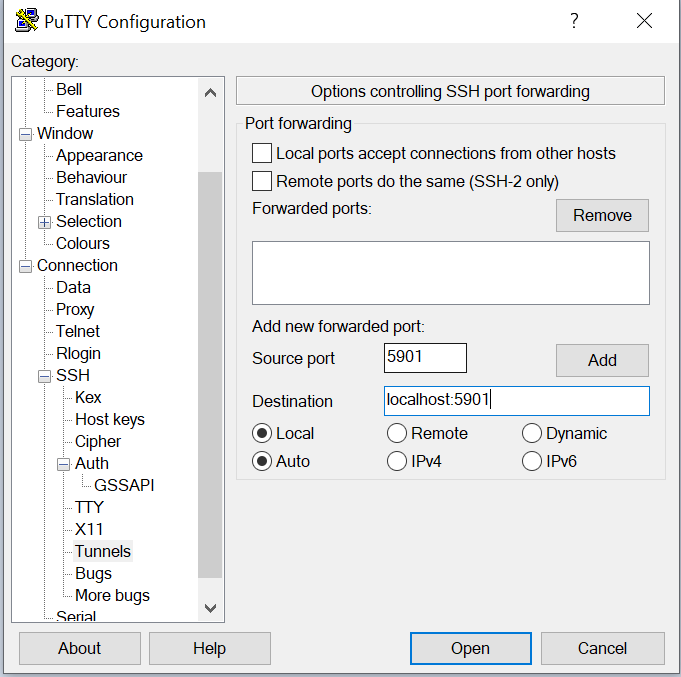 PuTTY Configuration
?
Category:
Bell
Features
Window
Appearance
Behaviour
Translation
Selection
Colours
Connection
Data
Proxy
Telnet
Rlogin
SSH
Kex
Host keys
Cipher
Auth
GSSAPI
TTY
X11
Tunnels
Bugs
More bugs
Serial
Options controlling SSH port forwarding
Port forwarding
Local ports accept connections from other hosts
Remote ports do the same (SSH-2 only)
Forwarded ports:
Remove
Add new forwarded port:
Source port 5901 Add
Destination localhost:5901
Local Remote Dynamic
Auto IPv4 IPv6
About Help Open Cancel